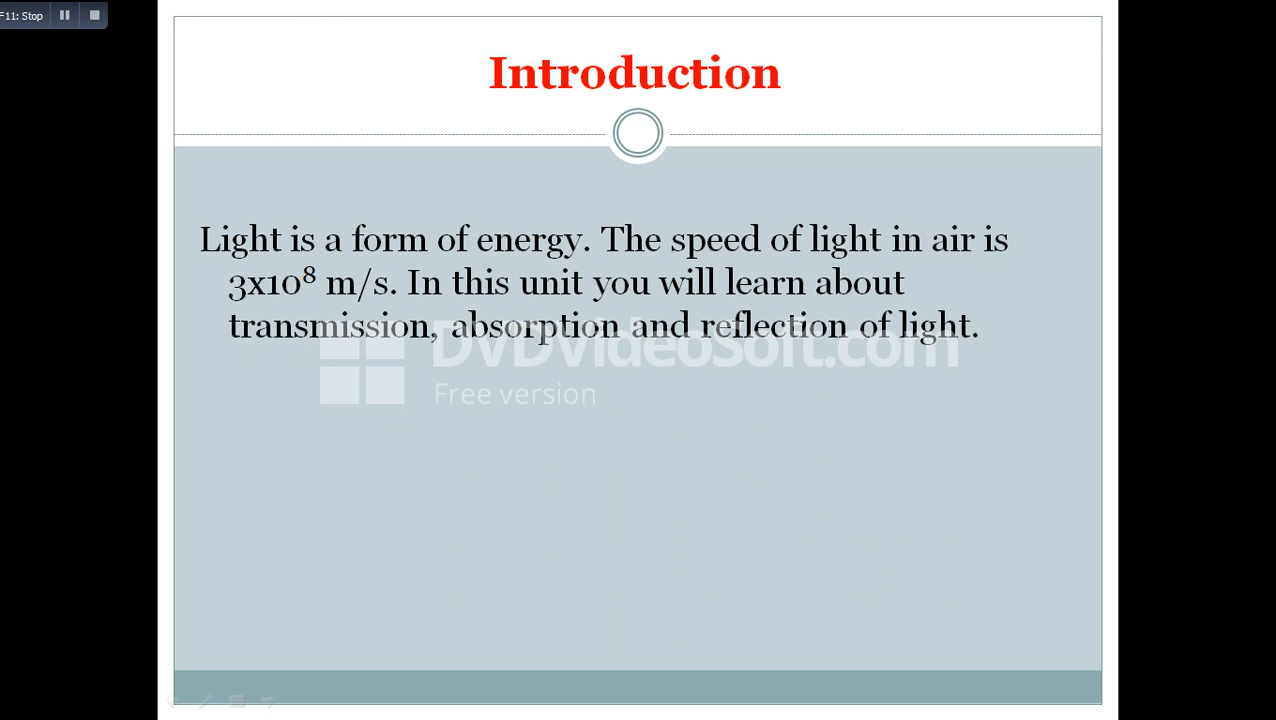 F11: Stop
Introduction
Light is a form of energy. The speed of light in air is
3x10⁸ m/s. In this unit you will learn about
transmission, absorption and reflection of light.
DVDVideoSoft.com
Free version